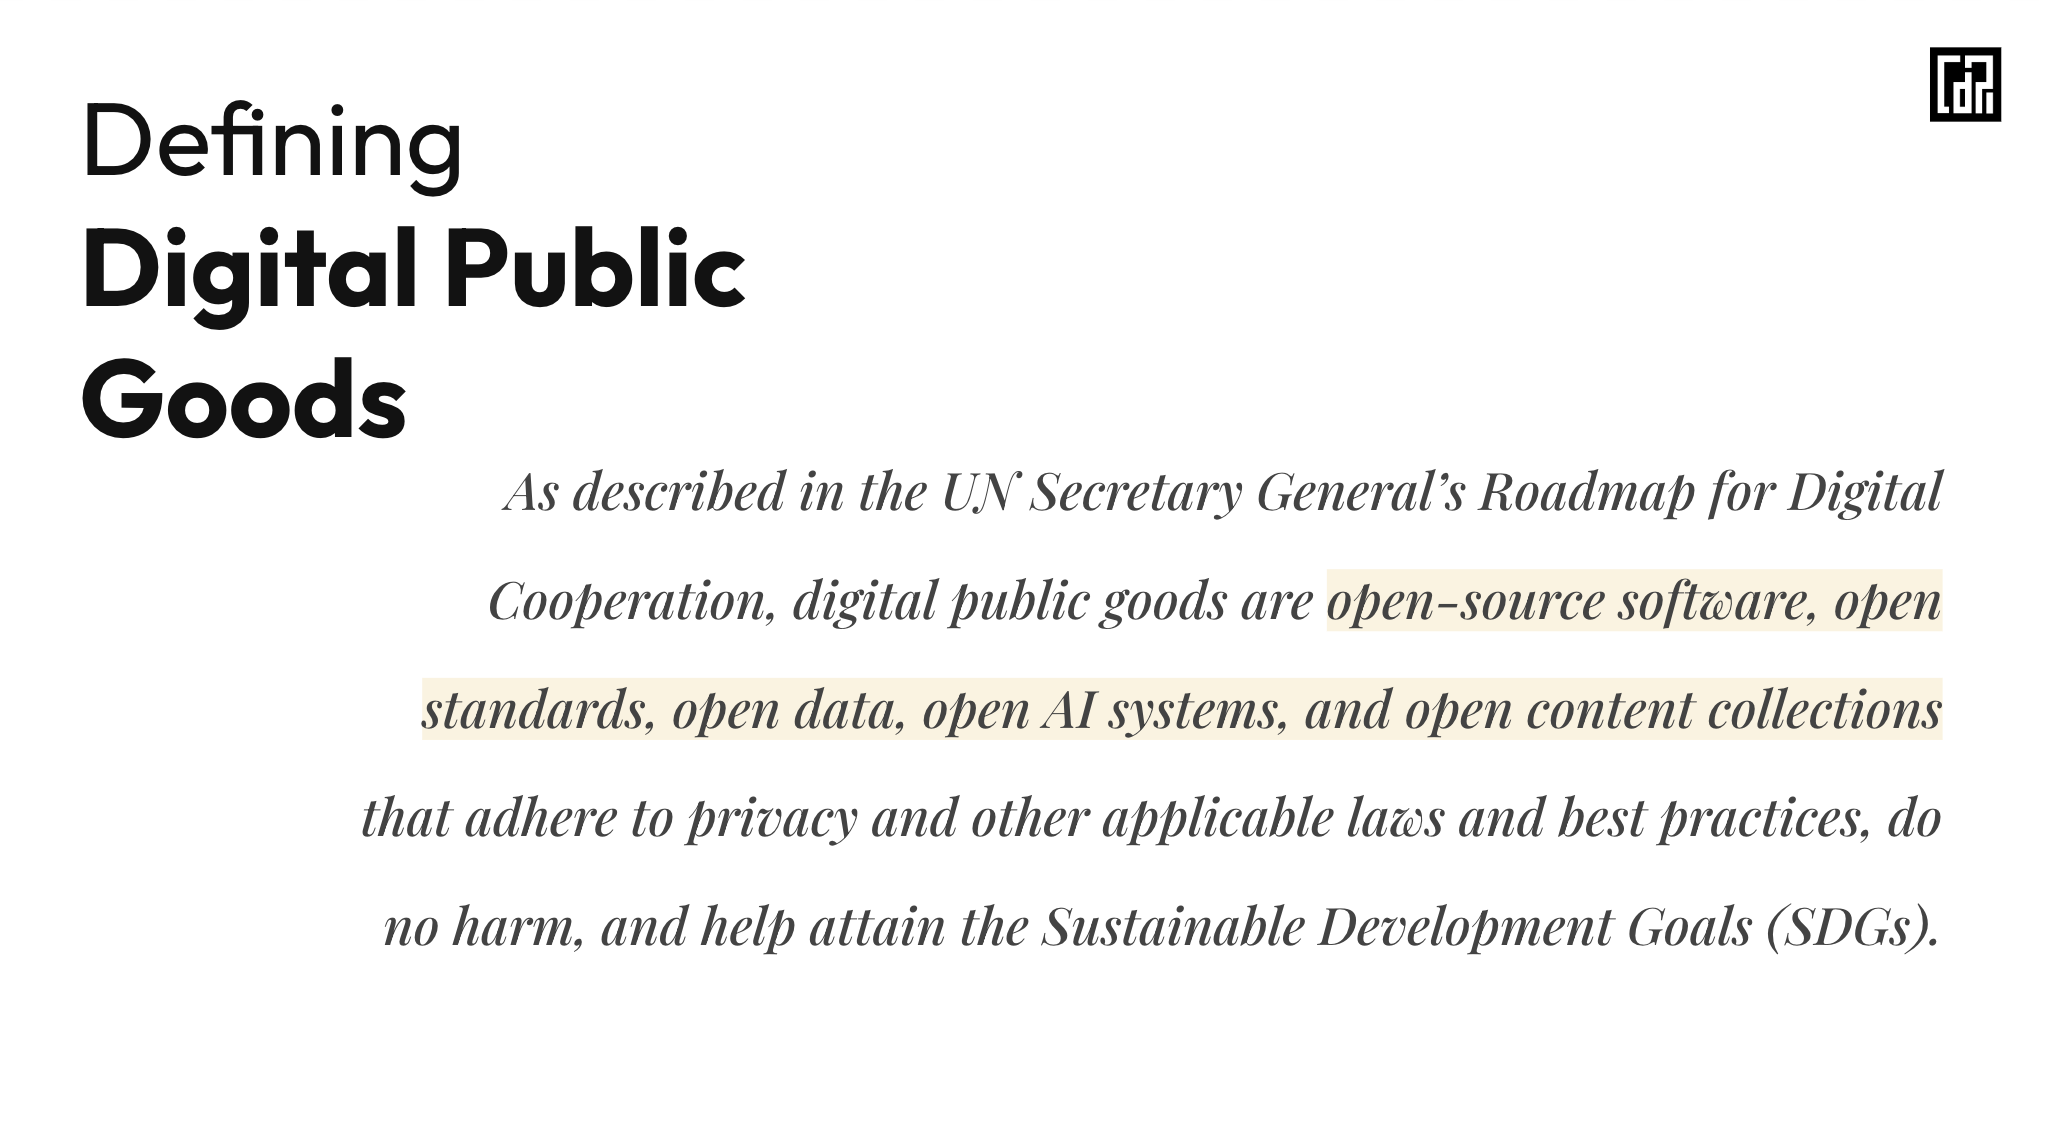 Defining
Digital Public
Goods
As described in the UN Secretary General’s Roadmap for Digital
Cooperation, digital public goods are open-source software, open
standards, open data, open AI systems, and open content collections
that adhere to privacy and other applicable laws and best practices, do
no harm, and help attain the Sustainable Development Goals (SDGs).